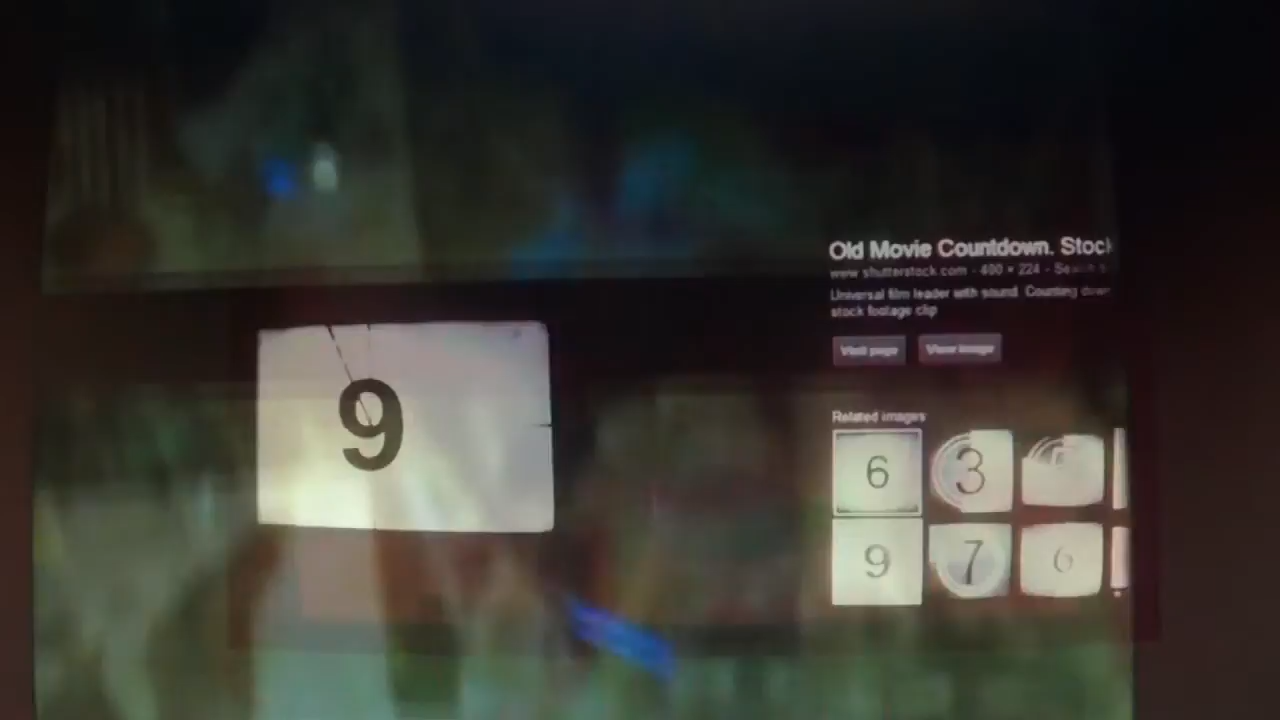 Old Movie Countdown. Stock
www.shutterstock.com - 400 × 224 - Search
Universal film leader with sound. Counting down
stock footage clip
Visit page
View image
9
Related images
6 3
9 7 6